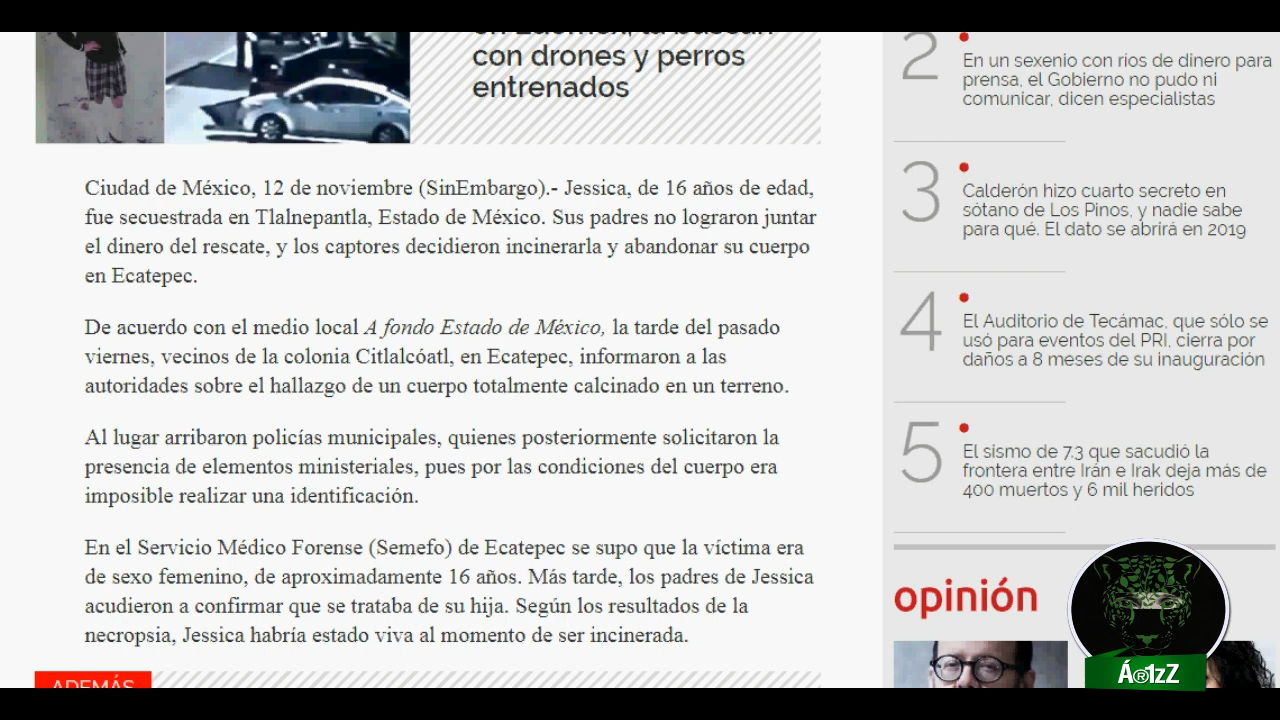 con drones y perros
entrenados
Ciudad de México, 12 de noviembre (SinEmbargo).- Jessica, de 16 años de edad,
fue secuestrada en Tlalnepantla, Estado de México. Sus padres no lograron juntar
el dinero del rescate, y los captores decidieron incinerarla y abandonar su cuerpo
en Ecatepec.
De acuerdo con el medio local A fondo Estado de México, la tarde del pasado
viernes, vecinos de la colonia Citlalcóatl, en Ecatepec, informaron a las
autoridades sobre el hallazgo de un cuerpo totalmente calcinado en un terreno.
Al lugar arribaron policías municipales, quienes posteriormente solicitaron la
presencia de elementos ministeriales, pues por las condiciones del cuerpo era
imposible realizar una identificación.
En el Servicio Médico Forense (Semefo) de Ecatepec se supo que la víctima era
de sexo femenino, de aproximadamente 16 años. Más tarde, los padres de Jessica
acudieron a confirmar que se trataba de su hija. Según los resultados de la
necropsia, Jessica habría estado viva al momento de ser incinerada.
ADEMÁS
2
En un sexenio con ríos de dinero para
prensa, el Gobierno no pudo ni
comunicar, dicen especialistas
3
Calderón hizo cuarto secreto en
sótano de Los Pinos, y nadie sabe
para qué. El dato se abrirá en 2019
4
El Auditorio de Tecámac, que sólo se
usó para eventos del PRI, cierra por
daños a 8 meses de su inauguración
5
El sismo de 7.3 que sacudió la
frontera entre Irán e Irak deja más de
400 muertos y 6 mil heridos
opinión
Á®1zZ